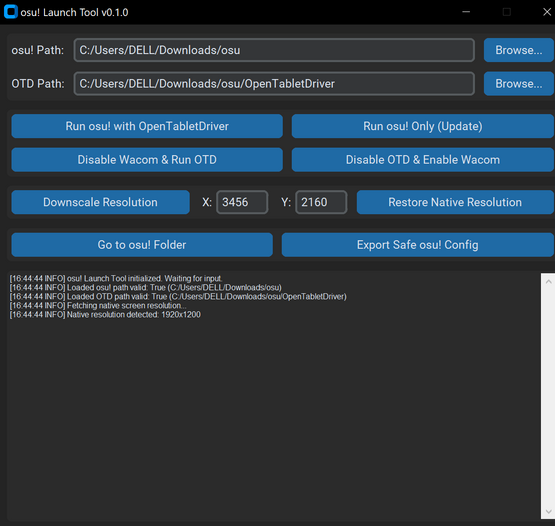 osu! Launch Tool v0.1.0
osu! Path: C:/Users/DELL/Downloads/osu Browse...
OTD Path: C:/Users/DELL/Downloads/osu/OpenTabletDriver Browse...
Run osu! with OpenTabletDriver Run osu! Only (Update)
Disable Wacom & Run OTD Disable OTD & Enable Wacom
Downscale Resolution X: 3456 Y: 2160 Restore Native Resolution
Go to osu! Folder Export Safe osu! Config
[16:44:44 INFO] osu! Launch Tool initialized. Waiting for input.
[16:44:44 INFO] Loaded osu! path valid: True (C:/Users/DELL/Downloads/osu)
[16:44:44 INFO] Loaded OTD path valid: True (C:/Users/DELL/Downloads/osu/OpenTabletDriver)
[16:44:44 INFO] Fetching native screen resolution...
[16:44:44 INFO] Native resolution detected: 1920x1200